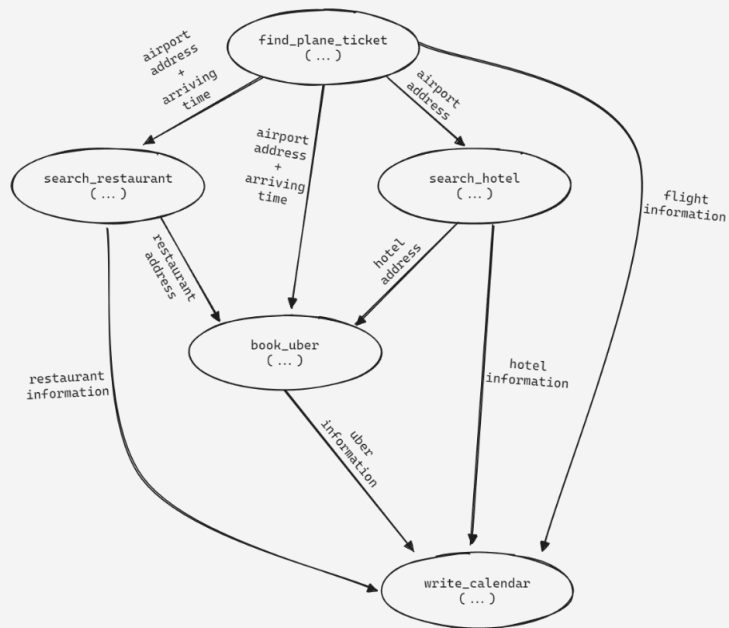 find_plane_ticket
(...)
airport
address
+
arriving
time
airport
address
+
arriving
time
airport
address
search_restaurant
(...)
search_hotel
(...)
flight
information
restaurant
address
hotel
address
book_uber
(...)
restaurant
information
hotel
information
uber
information
write_calendar
(...)